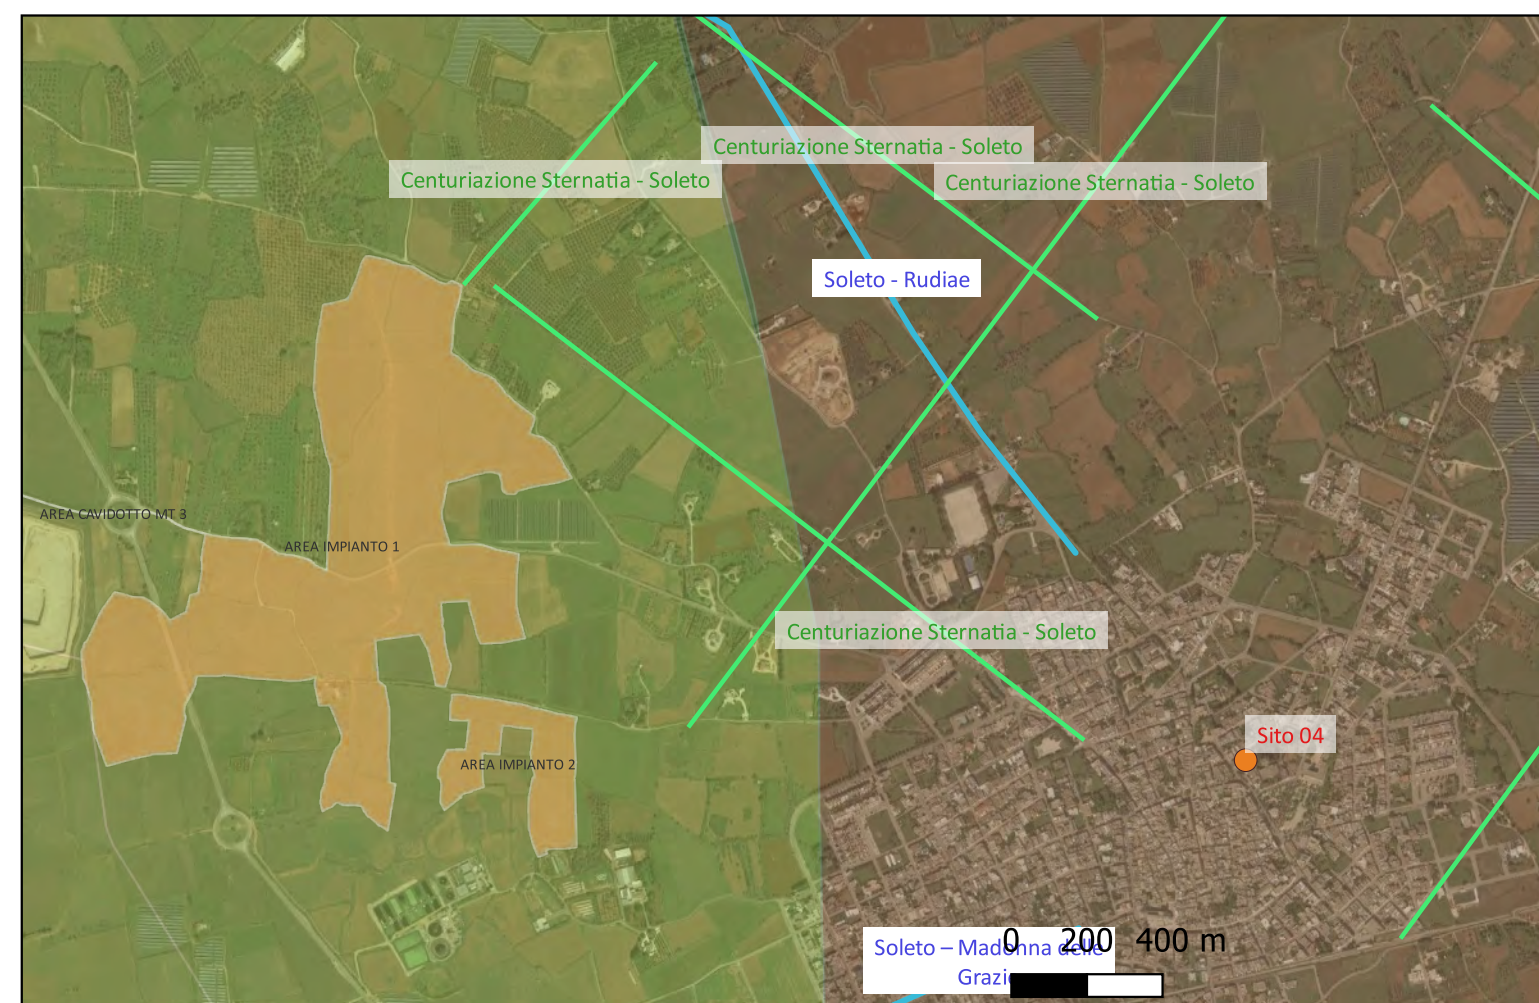 Centuriazione Sternatia - Soleto
Centuriazione Sternatia - Soleto
Centuriazione Sternatia - Soleto
Soleto - Rudiae
AREA CAVIDOTTO MT 3
AREA IMPIANTO 1
Centuriazione Sternatia - Soleto
Sito 04
AREA IMPIANTO 2
Soleto – Madonna delle
Grazie
0 200 400 m